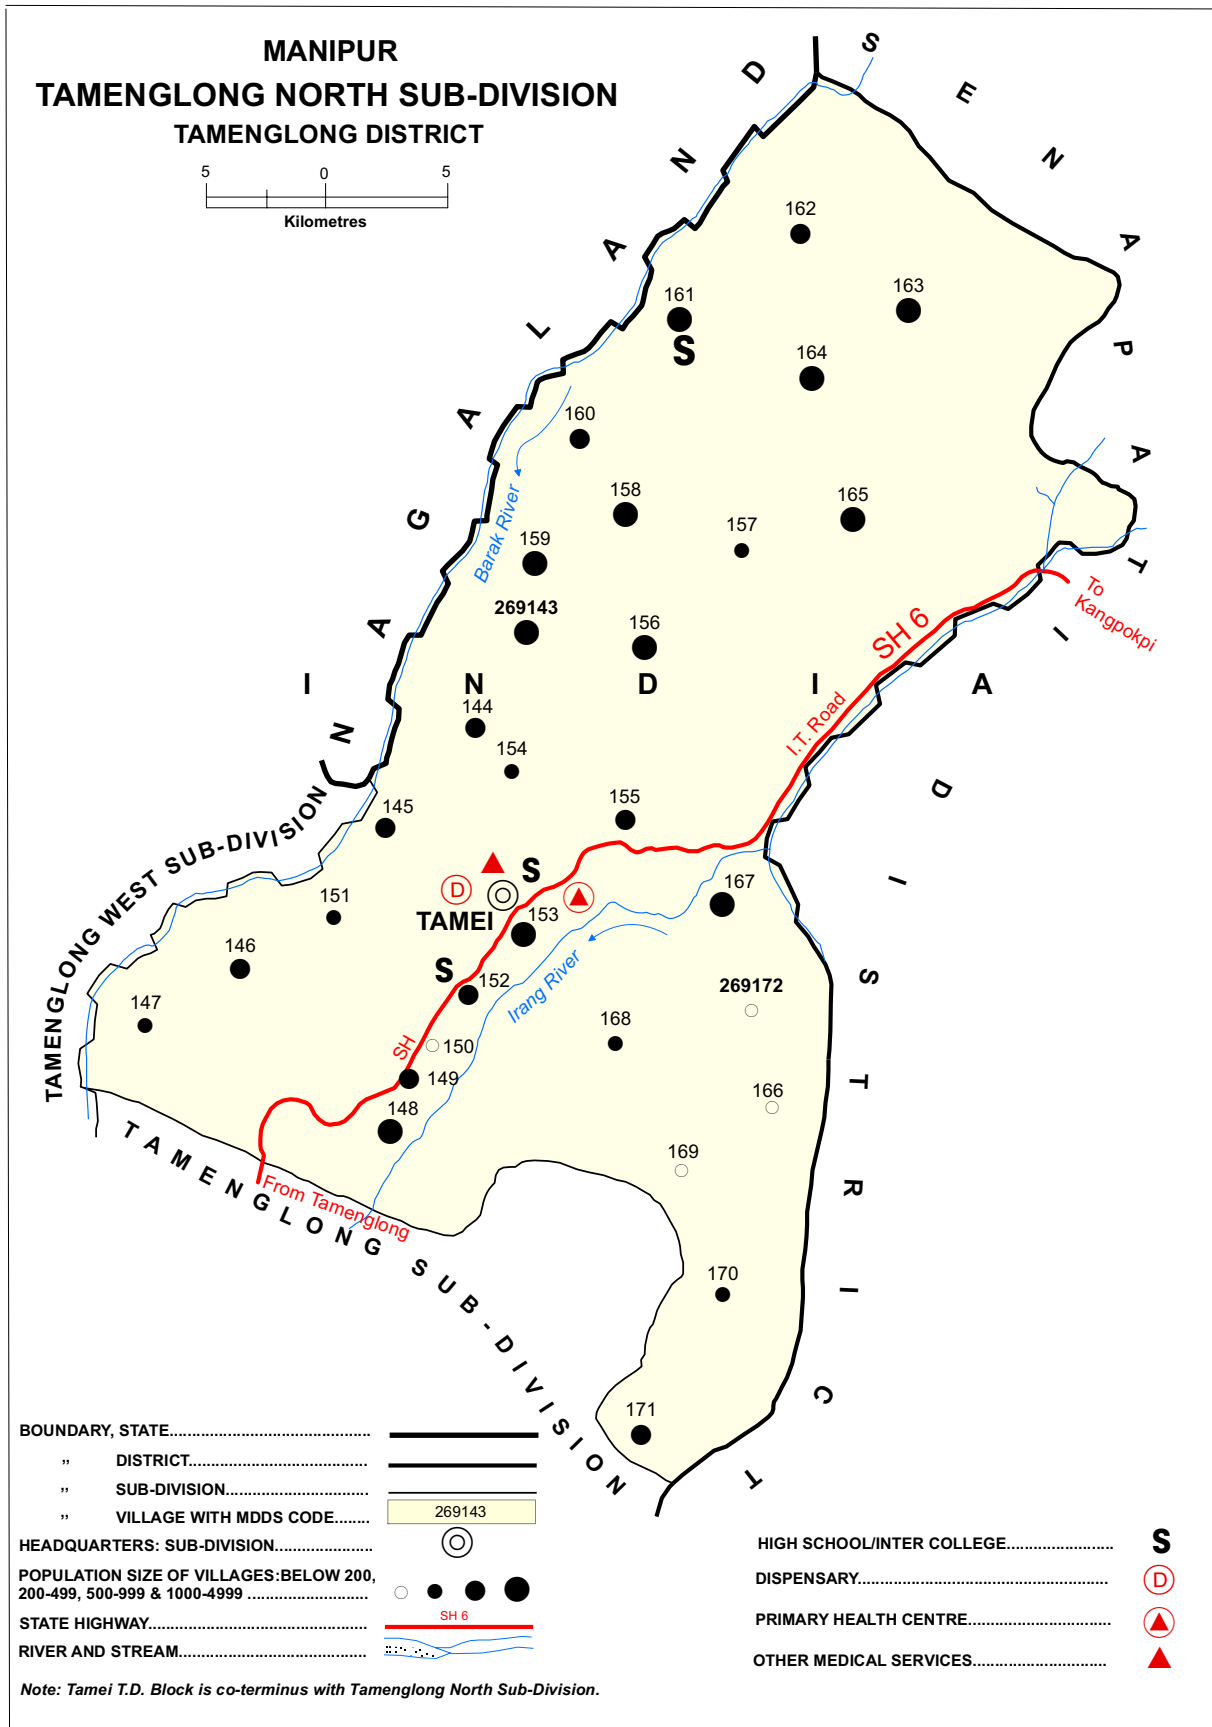 MANIPUR
TAMENGLONG NORTH SUB-DIVISION
TAMENGLONG DISTRICT
5 0 5
Kilometres
NAGALAND
SENAPATI DISTRICT
INDIA
162
161
163
S
164
160
158
165
157
159
Barak River
269143
156
SH 6
To
Kangpokpi
I.T. Road
144
154
155
145
TAMENGLONG WEST SUB-DIVISION
S
D
TAMEI
153
167
151
146
S
152
Irang River
269172
147
SH
150
168
149
166
148
169
From Tamenglong
TAMENGLONG SUB-DIVISION
170
171
BOUNDARY, STATE............................................
,, DISTRICT.......................................
,, SUB-DIVISION...............................
,, VILLAGE WITH MDDS CODE........ 269143
HEADQUARTERS: SUB-DIVISION.....................
POPULATION SIZE OF VILLAGES:BELOW 200,
200-499, 500-999 & 1000-4999 ..........................
STATE HIGHWAY................................................ SH 6
RIVER AND STREAM.........................................
HIGH SCHOOL/INTER COLLEGE....................... S
DISPENSARY...................................................... D
PRIMARY HEALTH CENTRE...............................
OTHER MEDICAL SERVICES.............................
Note: Tamei T.D. Block is co-terminus with Tamenglong North Sub-Division.